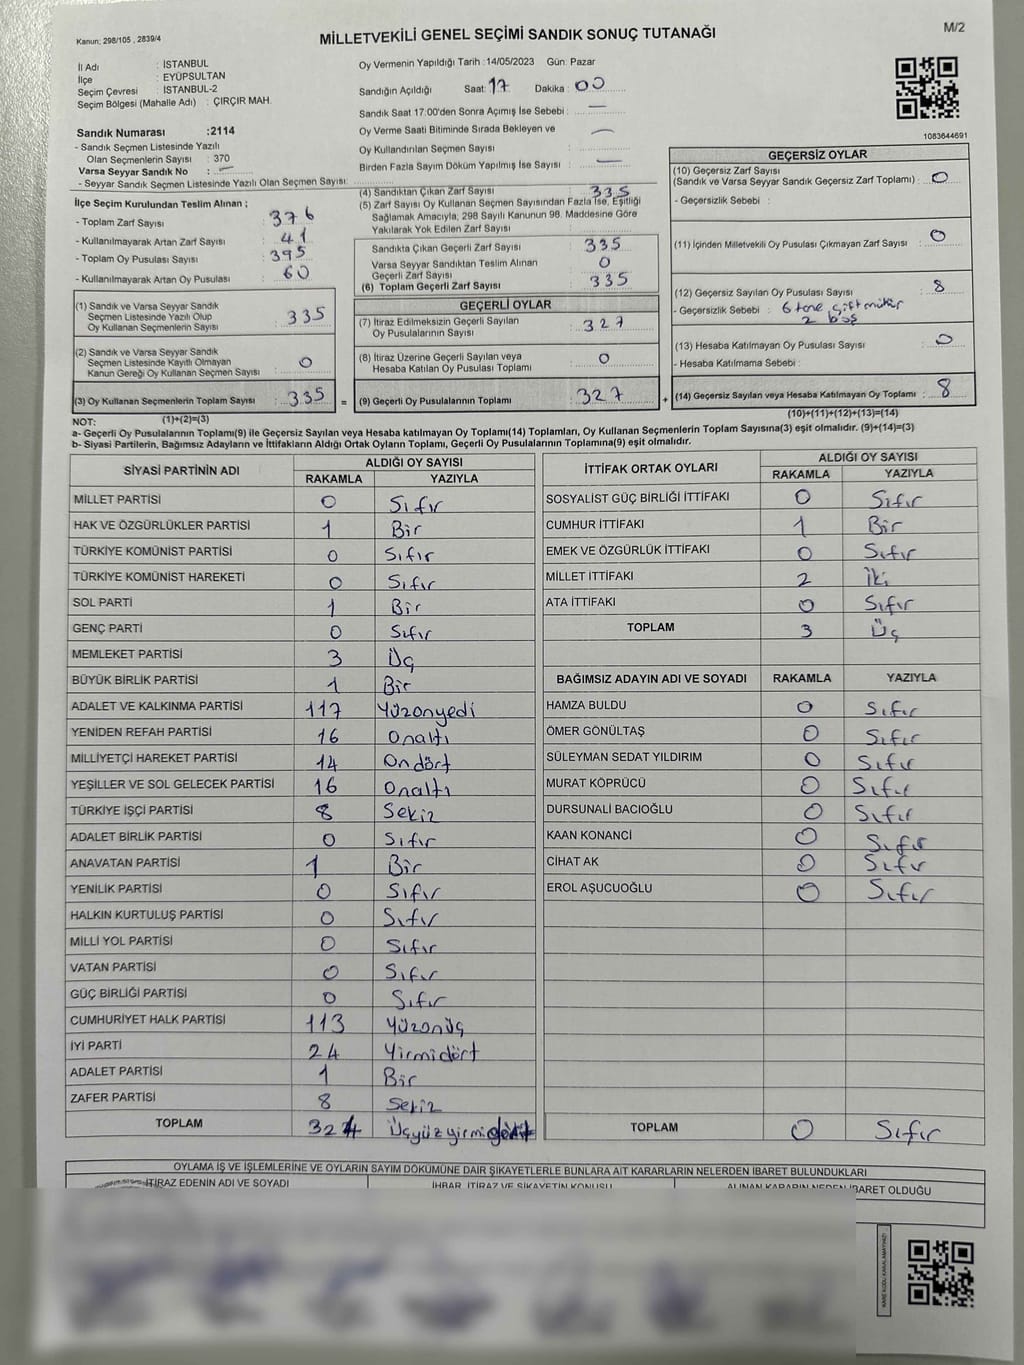 M/2
Kanun; 298/105 , 2839/4
MİLLETVEKİLİ GENEL SEÇİMİ SANDIK SONUÇ TUTANAĞI
İl Adı : İSTANBUL
İlçe : EYÜPSULTAN
Seçim Çevresi : İSTANBUL-2
Seçim Bölgesi (Mahalle Adı) : ÇIRÇIR MAH.
Sandık Numarası :2114
- Sandık Seçmen Listesinde Yazılı
Olan Seçmenlerin Sayısı : 370
Varsa Seyyar Sandık No : —
- Seyyar Sandık Seçmen Listesinde Yazılı Olan Seçmen Sayısı:
İlçe Seçim Kurulundan Teslim Alınan ;
- Toplam Zarf Sayısı : 376
- Kullanılmayarak Artan Zarf Sayısı : 41
- Toplam Oy Pusulası Sayısı : 395
- Kullanılmayarak Artan Oy Pusulası : 60
(1) Sandık ve Varsa Seyyar Sandık
Seçmen Listesinde Yazılı Olup
Oy Kullanan Seçmenlerin Sayısı : 335
(2) Sandık ve Varsa Seyyar Sandık
Seçmen Listesinde Kayıtlı Olmayan
Kanun Gereği Oy Kullanan Seçmen Sayısı : 0
(3) Oy Kullanan Seçmenlerin Toplam Sayısı : 335 =
(1)+(2)=(3)
Oy Vermenin Yapıldığı Tarih :14/05/2023 Gün: Pazar
Sandığın Açıldığı Saat: 17 Dakika : 00
Sandık Saat 17:00'den Sonra Açımış İse Sebebi : —
Oy Verme Saati Bitiminde Sırada Bekleyen ve
Oy Kullandırılan Seçmen Sayısı : —
Birden Fazla Sayım Döküm Yapılmış İse Sayısı : —
(4) Sandıktan Çıkan Zarf Sayısı : 335
(5) Zarf Sayısı Oy Kullanan Seçmen Sayısından Fazla İse, Eşitliği
Sağlamak Amacıyla; 298 Sayılı Kanunun 98. Maddesine Göre
Yakılarak Yok Edilen Zarf Sayısı :
Sandıkta Çıkan Geçerli Zarf Sayısı : 335
Varsa Seyyar Sandıktan Teslim Alınan
Geçerli Zarf Sayısı : 0
(6) Toplam Geçerli Zarf Sayısı : 335
GEÇERLİ OYLAR
(7) İtiraz Edilmeksizin Geçerli Sayılan
Oy Pusulalarının Sayısı : 327
(8) İtiraz Üzerine Geçerli Sayılan veya
Hesaba Katılan Oy Pusulası Toplamı : 0
(9) Geçerli Oy Pusulalarının Toplamı : 327 +
1083644691
GEÇERSİZ OYLAR
(10) Geçersiz Zarf Sayısı
(Sandık ve Varsa Seyyar Sandık Geçersiz Zarf Toplamı) : 0
- Geçersizlik Sebebi :
(11) İçinden Milletvekili Oy Pusulası Çıkmayan Zarf Sayısı : 0
(12) Geçersiz Sayılan Oy Pusulası Sayısı : 8
- Geçersizlik Sebebi : 6 tane çift mühür
2 boş
(13) Hesaba Katılmayan Oy Pusulası Sayısı : 0
- Hesaba Katılmama Sebebi :
(14) Geçersiz Sayılan veya Hesaba Katılmayan Oy Toplamı : 8
(10)+(11)+(12)+(13)=(14)
NOT:
a- Geçerli Oy Pusulalarının Toplamı(9) ile Geçersiz Sayılan veya Hesaba katılmayan Oy Toplamı(14) Toplamları, Oy Kullanan Seçmenlerin Toplam Sayısına(3) eşit olmalıdır. (9)+(14)=(3)
b- Siyasi Partilerin, Bağımsız Adayların ve İttifakların Aldığı Ortak Oyların Toplamı, Geçerli Oy Pusulalarının Toplamına(9) eşit olmalıdır.
SİYASİ PARTİNİN ADI ALDIĞI OY SAYISI
RAKAMLA YAZIYLA
MİLLET PARTİSİ 0 Sıfır
HAK VE ÖZGÜRLÜKLER PARTİSİ 1 Bir
TÜRKİYE KOMÜNİST PARTİSİ 0 Sıfır
TÜRKİYE KOMÜNİST HAREKETİ 0 Sıfır
SOL PARTİ 1 Bir
GENÇ PARTİ 0 Sıfır
MEMLEKET PARTİSİ 3 Üç
BÜYÜK BİRLİK PARTİSİ 1 Bir
ADALET VE KALKINMA PARTİSİ 117 Yüzonyedi
YENİDEN REFAH PARTİSİ 16 Onaltı
MİLLİYETÇİ HAREKET PARTİSİ 14 Ondört
YEŞİLLER VE SOL GELECEK PARTİSİ 16 Onaltı
TÜRKİYE İŞÇİ PARTİSİ 8 Sekiz
ADALET BİRLİK PARTİSİ 0 Sıfır
ANAVATAN PARTİSİ 1 Bir
YENİLİK PARTİSİ 0 Sıfır
HALKIN KURTULUŞ PARTİSİ 0 Sıfır
MİLLİ YOL PARTİSİ 0 Sıfır
VATAN PARTİSİ 0 Sıfır
GÜÇ BİRLİĞİ PARTİSİ 0 Sıfır
CUMHURİYET HALK PARTİSİ 113 Yüzonüç
İYİ PARTİ 24 Yirmidört
ADALET PARTİSİ 1 Bir
ZAFER PARTİSİ 8 Sekiz
TOPLAM 324 Üçyüzyirmidört
İTTİFAK ORTAK OYLARI ALDIĞI OY SAYISI
RAKAMLA YAZIYLA
SOSYALİST GÜÇ BİRLİĞİ İTTİFAKI 0 Sıfır
CUMHUR İTTİFAKI 1 Bir
EMEK VE ÖZGÜRLÜK İTTİFAKI 0 Sıfır
MİLLET İTTİFAKI 2 İki
ATA İTTİFAKI 0 Sıfır
TOPLAM 3 Üç
BAĞIMSIZ ADAYIN ADI VE SOYADI RAKAMLA YAZIYLA
HAMZA BULDU 0 Sıfır
ÖMER GÖNÜLTAŞ 0 Sıfır
SÜLEYMAN SEDAT YILDIRIM 0 Sıfır
MURAT KÖPRÜCÜ 0 Sıfır
DURSUNALİ BACIOĞLU 0 Sıfır
KAAN KONANCİ 0 Sıfır
CİHAT AK 0 Sıfır
EROL AŞUCUOĞLU 0 Sıfır
TOPLAM 0 Sıfır
OYLAMA İŞ VE İŞLEMLERİNE VE OYLARIN SAYIM DÖKÜMÜNE DAİR ŞİKAYETLERLE BUNLARA AİT KARARLARIN NELERDEN İBARET BULUNDUKLARI
İTİRAZ EDENİN ADI VE SOYADI İHBAR, İTİRAZ VE ŞİKAYETİN KONUSU ALINAN KARARIN NEDEN İBARET OLDUĞU
KARE KODU KARALAMAYINIZ!